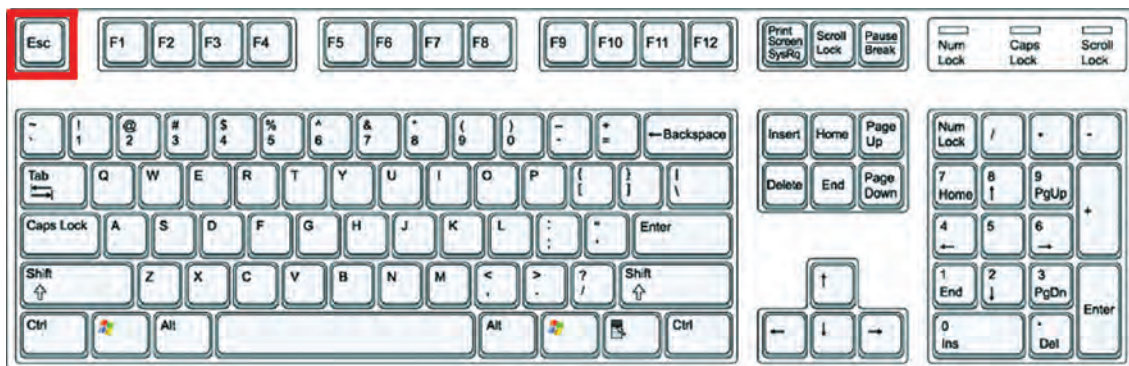 Esc F1 F2 F3 F4 F5 F6 F7 F8 F9 F10 F11 F12 Print Screen SysRq Scroll Lock Pause Break Num Lock Caps Lock Scroll Lock
~ ` ! 1 @ 2 # 3 $ 4 % 5 ^ 6 & 7 * 8 ( 9 ) 0 – - + = ←Backspace Insert Home Page Up Num Lock / * -
Tab Q W E R T Y U I O P { [ } ] | \ Delete End Page Down 7 Home 8 ↑ 9 PgUp +
Caps Lock A S D F G H J K L : ; " ' Enter 4 ← 5 6 →
Shift ⇧ Z X C V B N M < , > . ? / Shift ⇧ ↑ 1 End 2 ↓ 3 PgDn Enter
Ctrl Alt Alt Ctrl ← ↓ → 0 Ins . Del